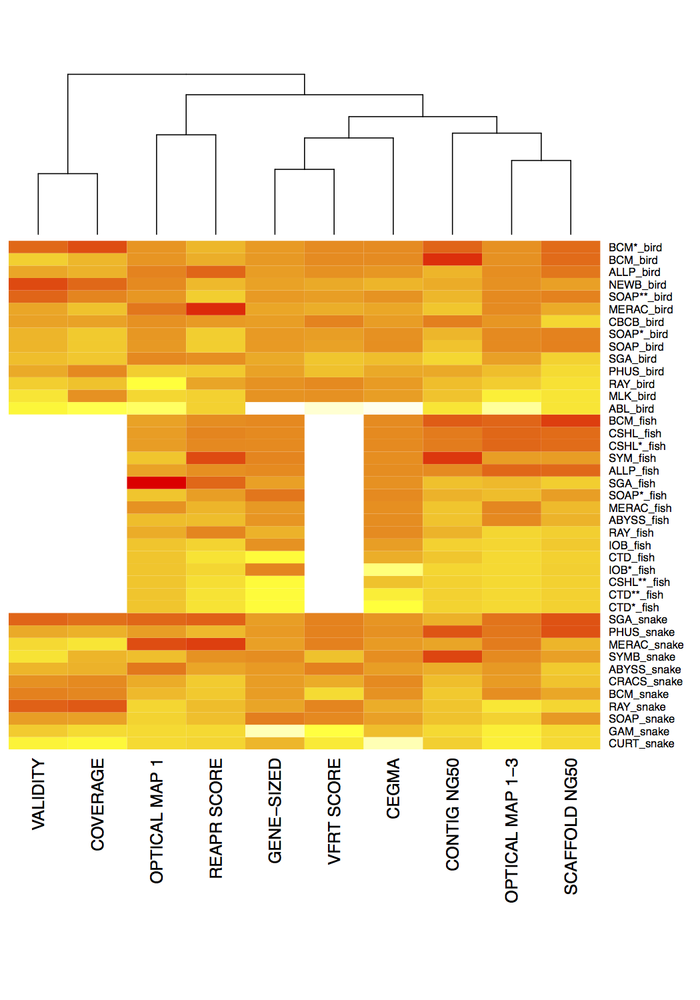 BCM*_bird
BCM_bird
ALLP_bird
NEWB_bird
SOAP**_bird
MERAC_bird
CBCB_bird
SOAP*_bird
SOAP_bird
SGA_bird
PHUS_bird
RAY_bird
MLK_bird
ABL_bird
BCM_fish
CSHL_fish
CSHL*_fish
SYM_fish
ALLP_fish
SGA_fish
SOAP*_fish
MERAC_fish
ABYSS_fish
RAY_fish
IOB_fish
CTD_fish
IOB*_fish
CSHL**_fish
CTD**_fish
CTD*_fish
SGA_snake
PHUS_snake
MERAC_snake
SYMB_snake
ABYSS_snake
CRACS_snake
BCM_snake
RAY_snake
SOAP_snake
GAM_snake
CURT_snake
VALIDITY
COVERAGE
OPTICAL MAP 1
REAPR SCORE
GENE−SIZED
VFRT SCORE
CEGMA
CONTIG NG50
OPTICAL MAP 1−3
SCAFFOLD NG50